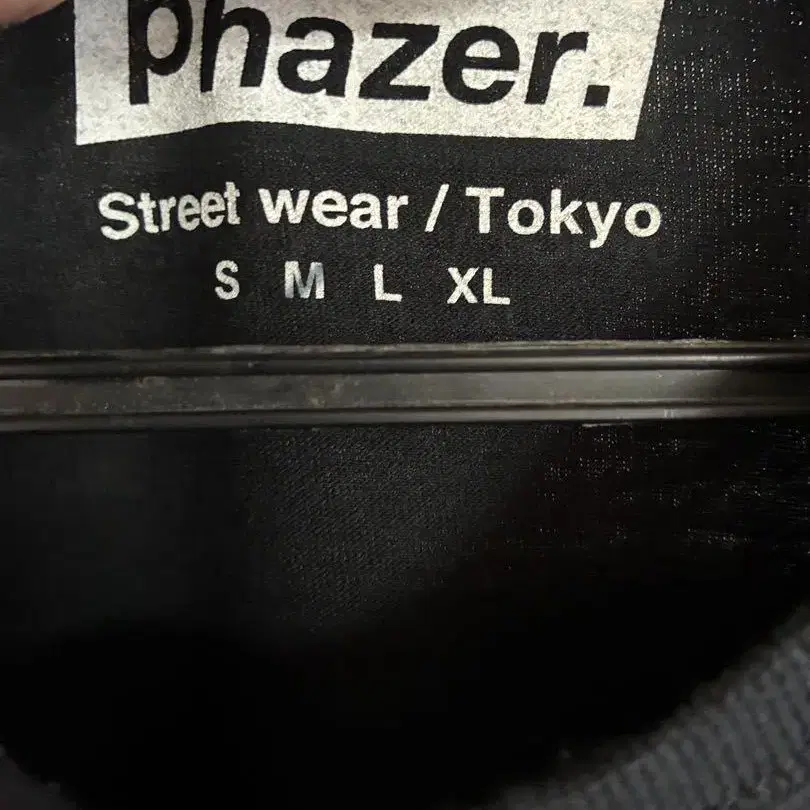 phazer.
Street wear / Tokyo
S M L XL